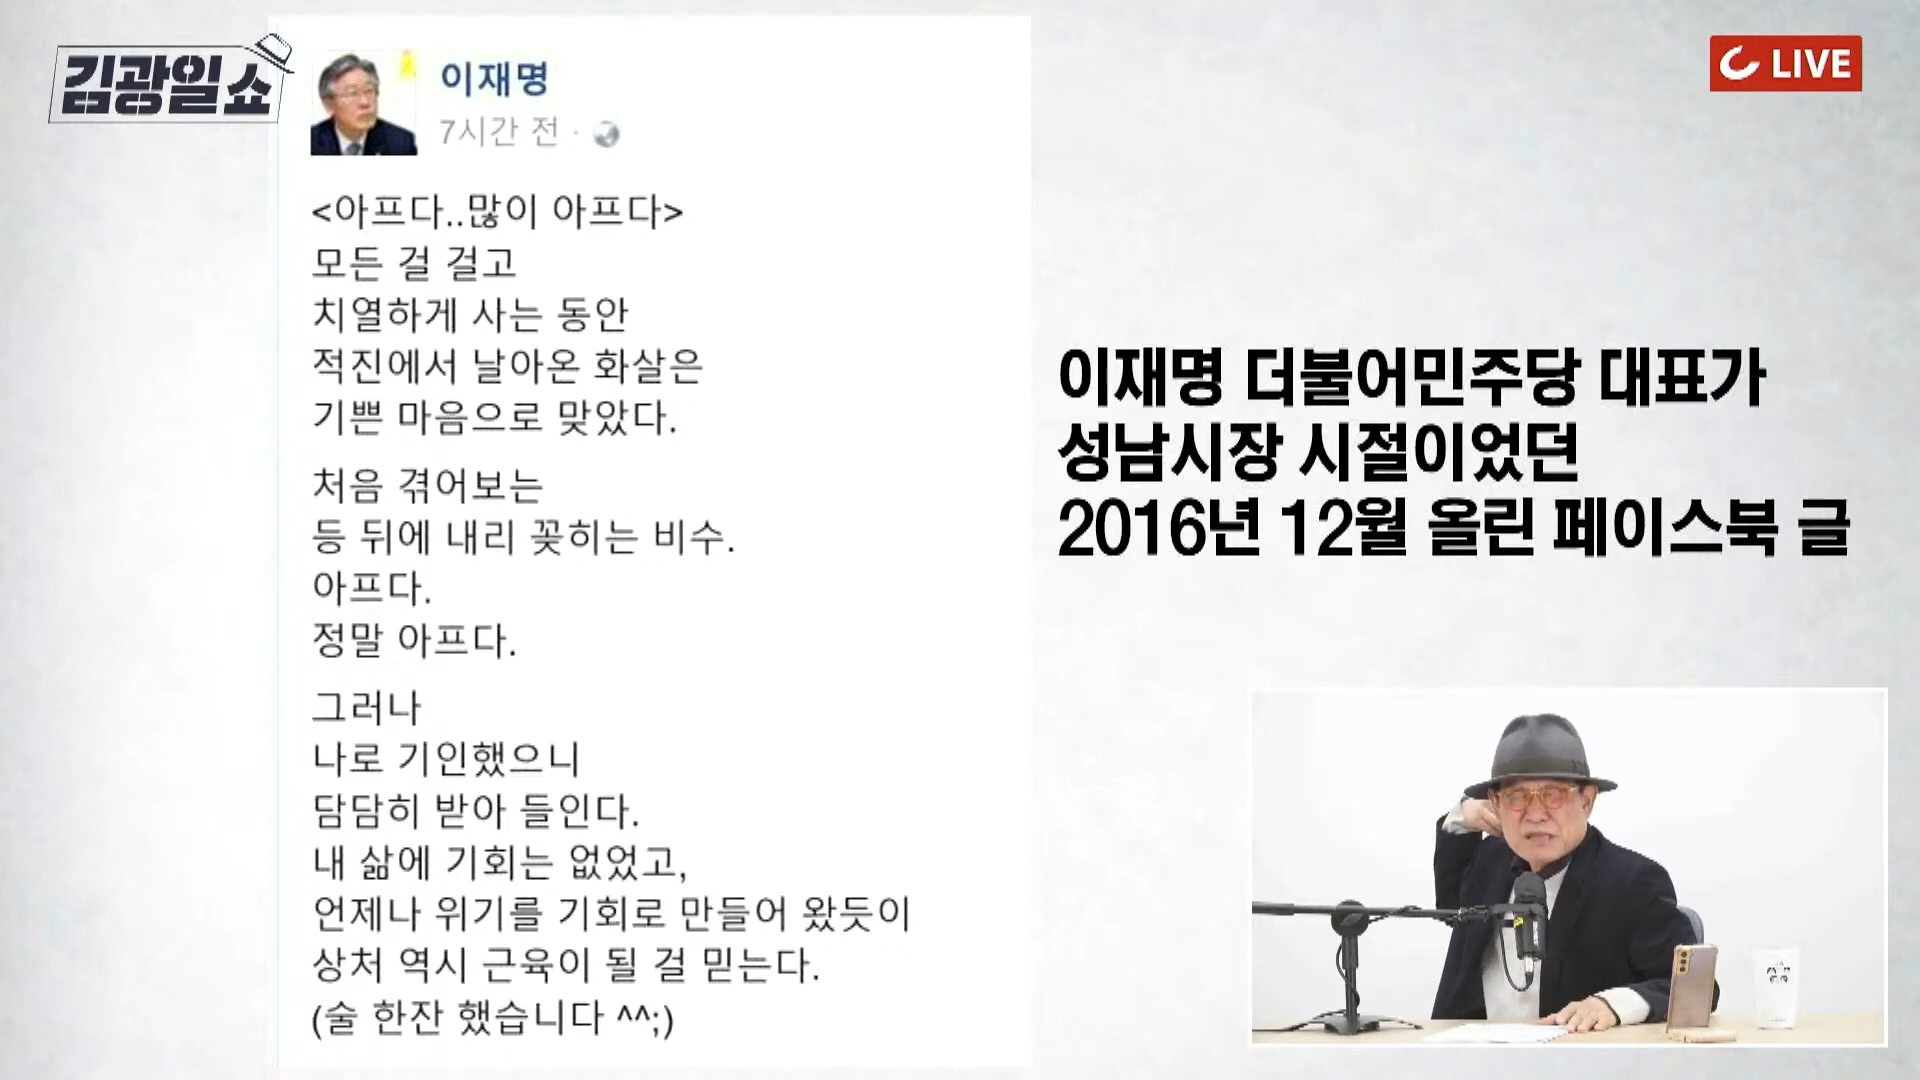 김광일쇼
이재명
7시간 전 ·
<아프다..많이 아프다>
모든 걸 걸고
치열하게 사는 동안
적진에서 날아온 화살은
기쁜 마음으로 맞았다.
처음 겪어보는
등 뒤에 내리 꽂히는 비수.
아프다.
정말 아프다.
그러나
나로 기인했으니
담담히 받아 들인다.
내 삶에 기회는 없었고,
언제나 위기를 기회로 만들어 왔듯이
상처 역시 근육이 될 걸 믿는다.
(술 한잔 했습니다 ^^;)
LIVE
이재명 더불어민주당 대표가
성남시장 시절이었던
2016년 12월 올린 페이스북 글